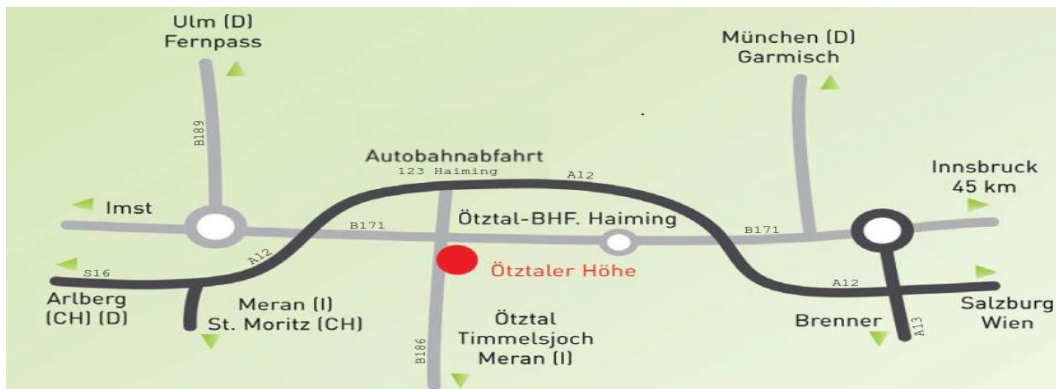 Ulm (D)
Fernpass
München (D)
Garmisch
B189
Autobahnabfahrt
123 Haiming
A12
Innsbruck
45 km
Imst
Ötztal-BHF. Haiming
B171
B171
A12
S16
Ötztaler Höhe
A12
Arlberg
(CH) (D)
Meran (I)
St. Moritz (CH)
Ötztal
Timmelsjoch
Meran (I)
B186
Brenner
A13
Salzburg
Wien